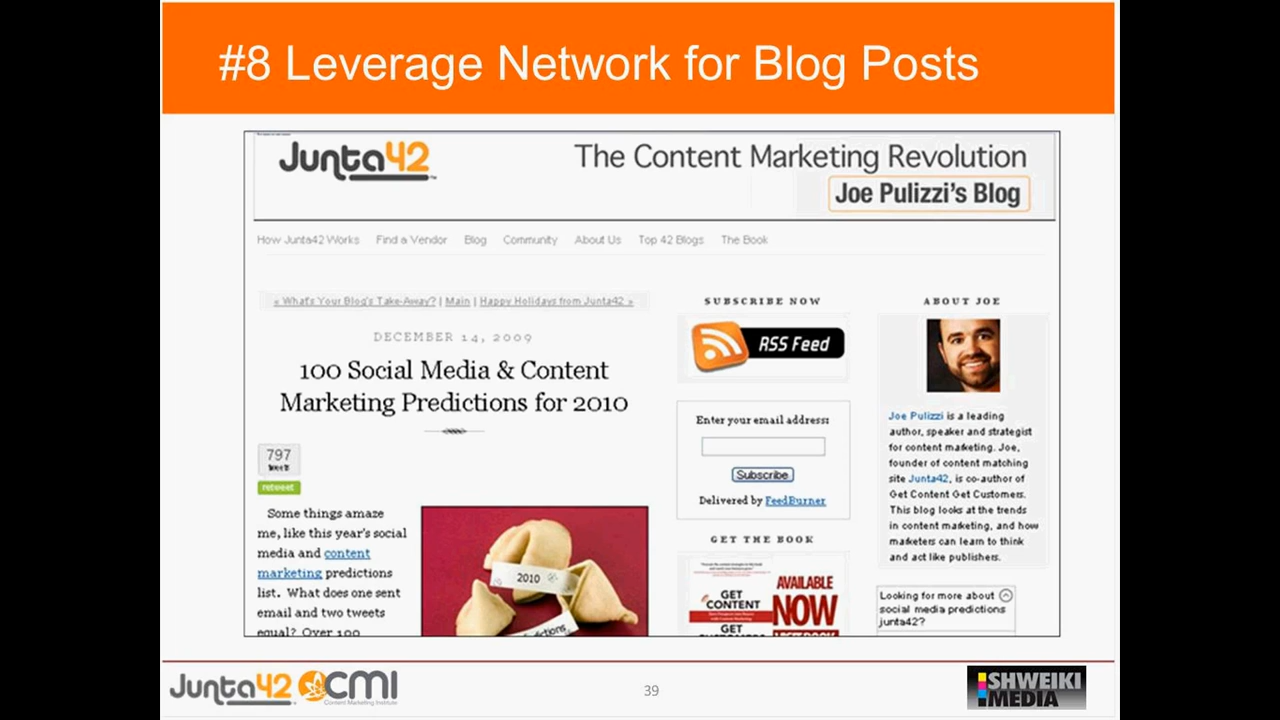 #8 Leverage Network for Blog Posts
Junta42
The Content Marketing Revolution
Joe Pulizzi's Blog
How Junta42 Works Find a Vendor Blog Community About Us Top 42 Blogs The Book
« What's Your Blog's Take-Away? | Main | Happy Holidays from Junta42 »
DECEMBER 14, 2009
100 Social Media & Content
Marketing Predictions for 2010
797
tweets
retweet
Some things amaze
me, like this year's social
media and content
marketing predictions
list. What does one sent
email and two tweets
equal? Over 100
2010
SUBSCRIBE NOW
RSS Feed
Enter your email address:
Subscribe
Delivered by FeedBurner
GET THE BOOK
GET
CONTENT
GET
CUSTOMERS
AVAILABLE
NOW
ABOUT JOE
Joe Pulizzi is a leading
author, speaker and strategist
for content marketing. Joe,
founder of content matching
site Junta42, is co-author of
Get Content Get Customers.
This blog looks at the trends
in content marketing, and how
marketers can learn to think
and act like publishers.
Looking for more about
social media predictions
junta42?
Junta42 CMI
Content Marketing Institute
39
SHWEIKI
MEDIA